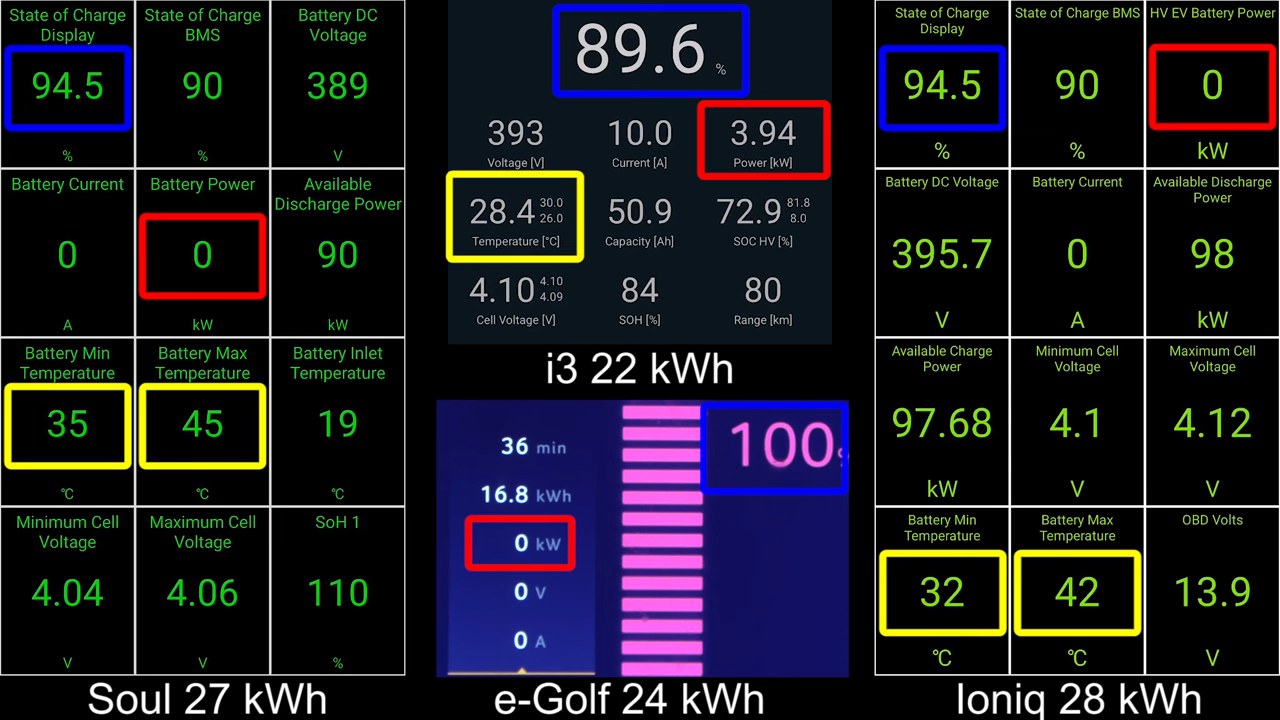 State of Charge
Display
94.5
%
State of Charge
BMS
90
%
Battery DC
Voltage
389
V
Battery Current
0
A
Battery Power
0
kW
Available
Discharge Power
90
kW
Battery Min
Temperature
35
°C
Battery Max
Temperature
45
°C
Battery Inlet
Temperature
19
°C
Minimum Cell
Voltage
4.04
V
Maximum Cell
Voltage
4.06
V
SoH 1
110
%
Soul 27 kWh
89.6 %
393
Voltage [V]
10.0
Current [A]
3.94
Power [kW]
28.4 30.0
26.0
Temperature [°C]
50.9
Capacity [Ah]
72.9 81.8
8.0
SOC HV [%]
4.10 4.10
4.09
Cell Voltage [V]
84
SOH [%]
80
Range [km]
i3 22 kWh
36 min
16.8 kWh
0 kW
0 V
0 A
100
e-Golf 24 kWh
State of Charge
Display
94.5
%
State of Charge BMS
90
%
HV EV Battery Power
0
kW
Battery DC Voltage
395.7
V
Battery Current
0
A
Available Discharge
Power
98
kW
Available Charge
Power
97.68
kW
Minimum Cell
Voltage
4.1
V
Maximum Cell
Voltage
4.12
V
Battery Min
Temperature
32
°C
Battery Max
Temperature
42
°C
OBD Volts
13.9
V
Ioniq 28 kWh